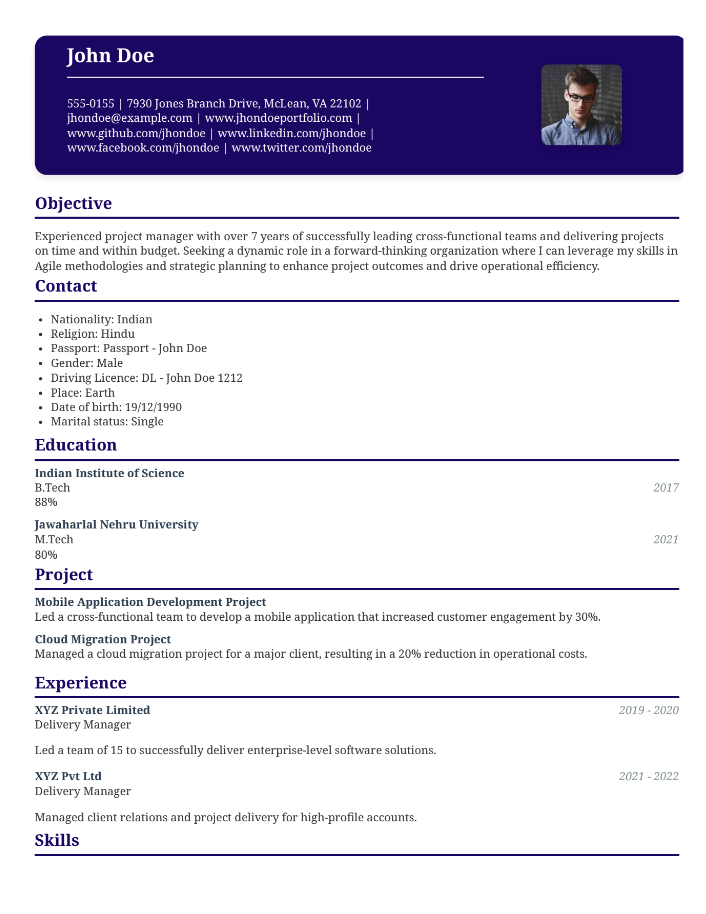 John Doe
555-0155 | 7930 Jones Branch Drive, McLean, VA 22102 |
jhondoe@example.com | www.jhondoeportfolio.com |
www.github.com/jhondoe | www.linkedin.com/jhondoe |
www.facebook.com/jhondoe | www.twitter.com/jhondoe
Objective
Experienced project manager with over 7 years of successfully leading cross-functional teams and delivering projects
on time and within budget. Seeking a dynamic role in a forward-thinking organization where I can leverage my skills in
Agile methodologies and strategic planning to enhance project outcomes and drive operational efficiency.
Contact
• Nationality: Indian
• Religion: Hindu
• Passport: Passport - John Doe
• Gender: Male
• Driving Licence: DL - John Doe 1212
• Place: Earth
• Date of birth: 19/12/1990
• Marital status: Single
Education
Indian Institute of Science
B.Tech 2017
88%
Jawaharlal Nehru University
M.Tech 2021
80%
Project
Mobile Application Development Project
Led a cross-functional team to develop a mobile application that increased customer engagement by 30%.
Cloud Migration Project
Managed a cloud migration project for a major client, resulting in a 20% reduction in operational costs.
Experience
XYZ Private Limited 2019 - 2020
Delivery Manager
Led a team of 15 to successfully deliver enterprise-level software solutions.
XYZ Pvt Ltd 2021 - 2022
Delivery Manager
Managed client relations and project delivery for high-profile accounts.
Skills